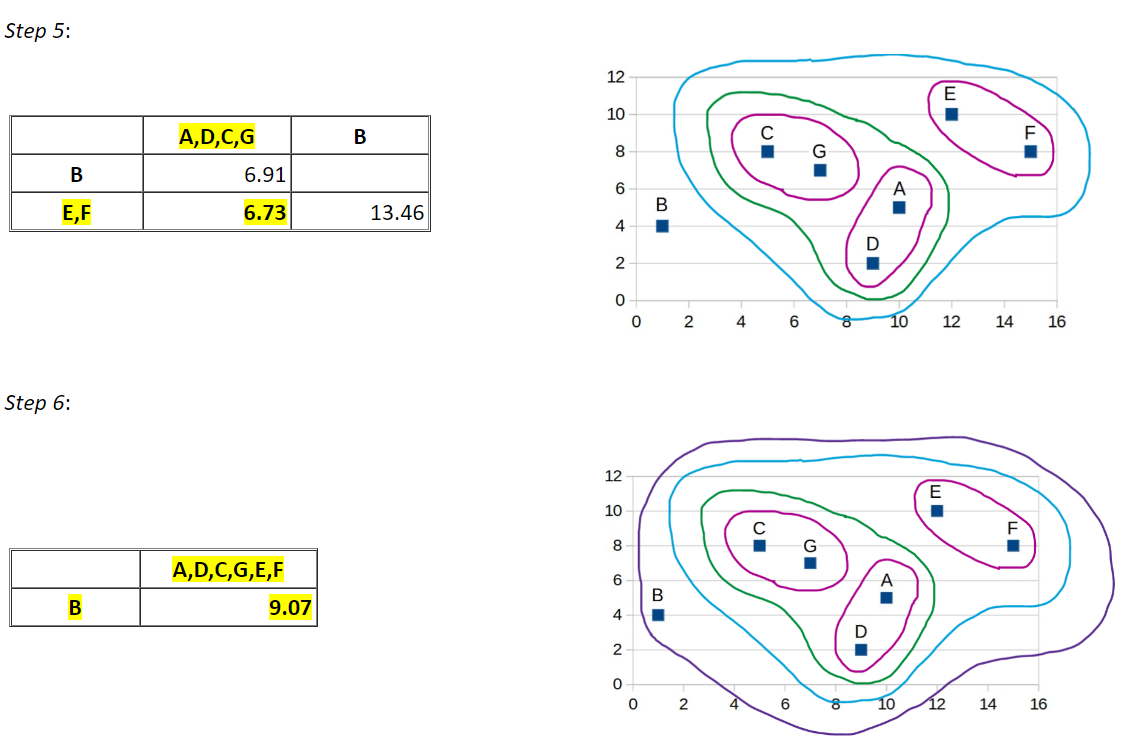 Step 5:
A,D,C,G B
B 6.91
E,F 6.73 13.46
12
10
8
6
4
2
0
0 2 4 6 8 10 12 14 16
E
C F
G
A
B
D
Step 6:
A,D,C,G,E,F
B 9.07
12
10
8
6
4
2
0
0 2 4 6 8 10 12 14 16
E
C F
G
A
B
D